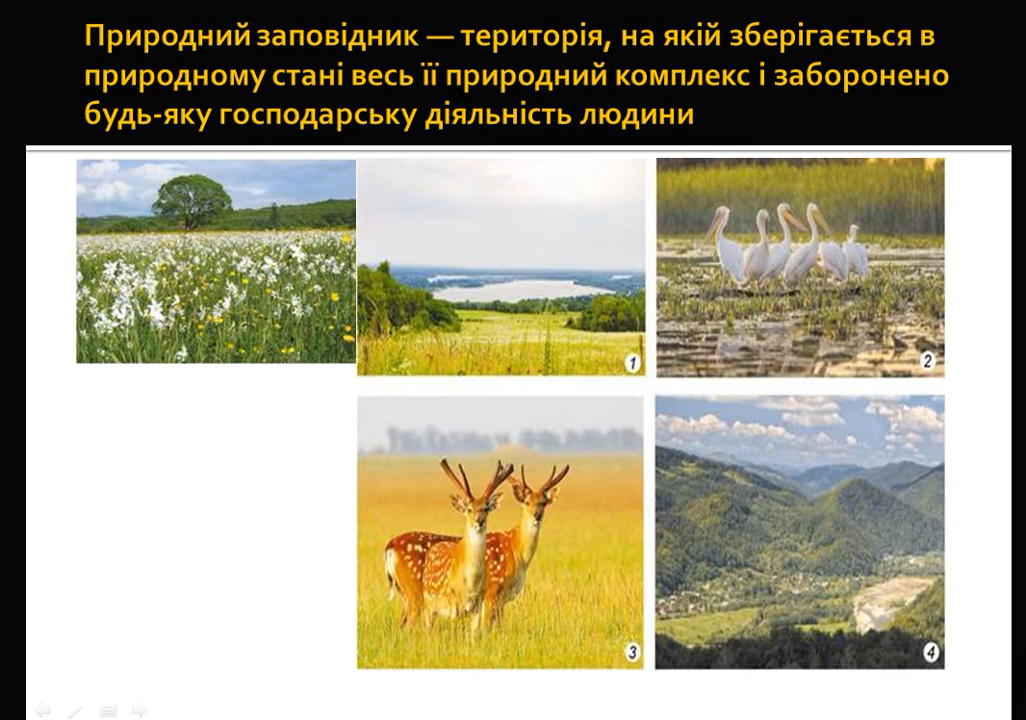 Природний заповідник — територія, на якій зберігається в
природному стані весь її природний комплекс і заборонено
будь-яку господарську діяльність людини
1
2
3
4